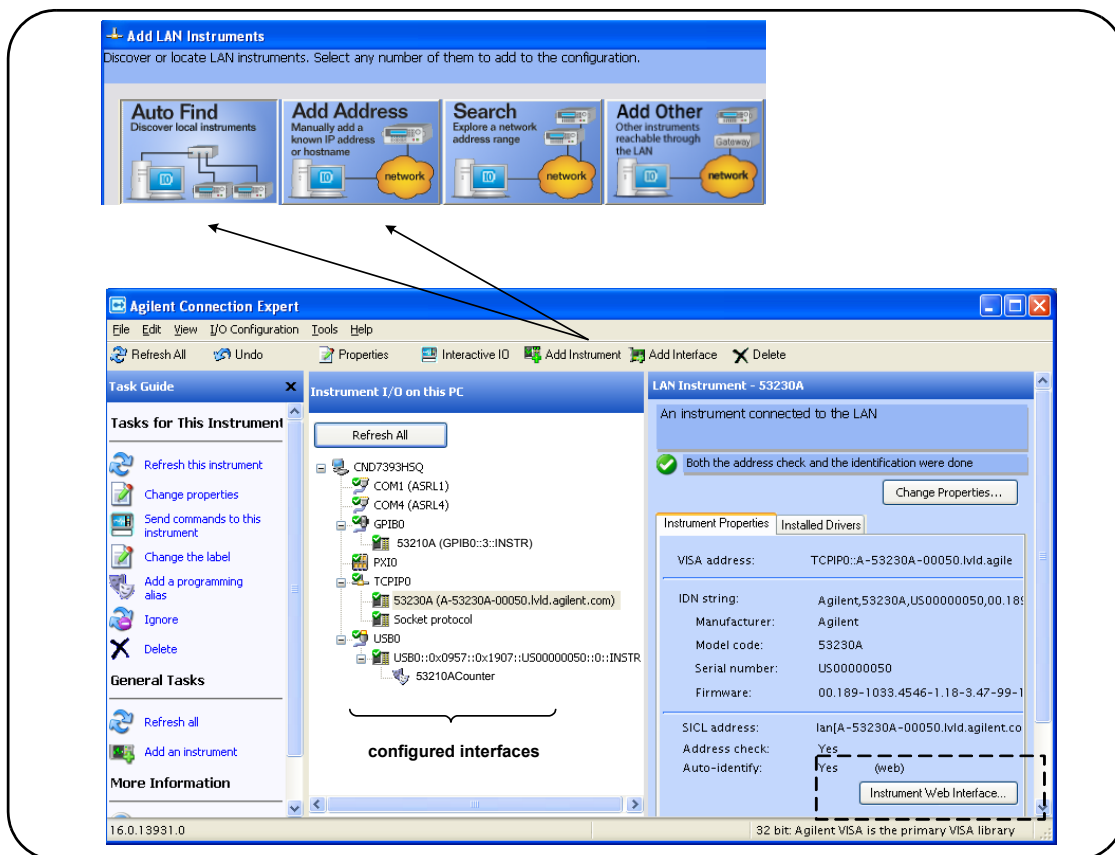 Add LAN Instruments
Discover or locate LAN instruments. Select any number of them to add to the configuration.
Auto Find
Discover local instruments
IO
Add Address
Manually add a
known IP address
or hostname
IO
network
Search
Explore a network
address range
IO
network
Add Other
Other instruments
reachable through
the LAN
Gateway
IO
network
Agilent Connection Expert
File Edit View I/O Configuration Tools Help
Refresh All Undo Properties Interactive IO Add Instrument Add Interface Delete
Task Guide
Tasks for This Instrument
Refresh this instrument
Change properties
Send commands to this
instrument
Change the label
Add a programming
alias
Ignore
Delete
General Tasks
Refresh all
Add an instrument
More Information
Instrument I/O on this PC
Refresh All
CND7393H5Q
COM1 (ASRL1)
COM4 (ASRL4)
GPIB0
53210A (GPIB0::3::INSTR)
PXI0
TCPIP0
53230A (A-53230A-00050.lvld.agilent.com)
Socket protocol
USB0
USB0::0x0957::0x1907::US00000050::0::INSTR
53210ACounter
configured interfaces
LAN Instrument - 53230A
An instrument connected to the LAN
Both the address check and the identification were done
Change Properties...
Instrument Properties Installed Drivers
VISA address: TCPIP0::A-53230A-00050.lvld.agile
IDN string: Agilent,53230A,US00000050,00.189
Manufacturer: Agilent
Model code: 53230A
Serial number: US00000050
Firmware: 00.189-1033.4546-1.18-3.47-99-1
SICL address: lan[A-53230A-00050.lvld.agilent.co
Address check: Yes
Auto-identify: Yes (web)
Instrument Web Interface...
16.0.13931.0
32 bit: Agilent VISA is the primary VISA library